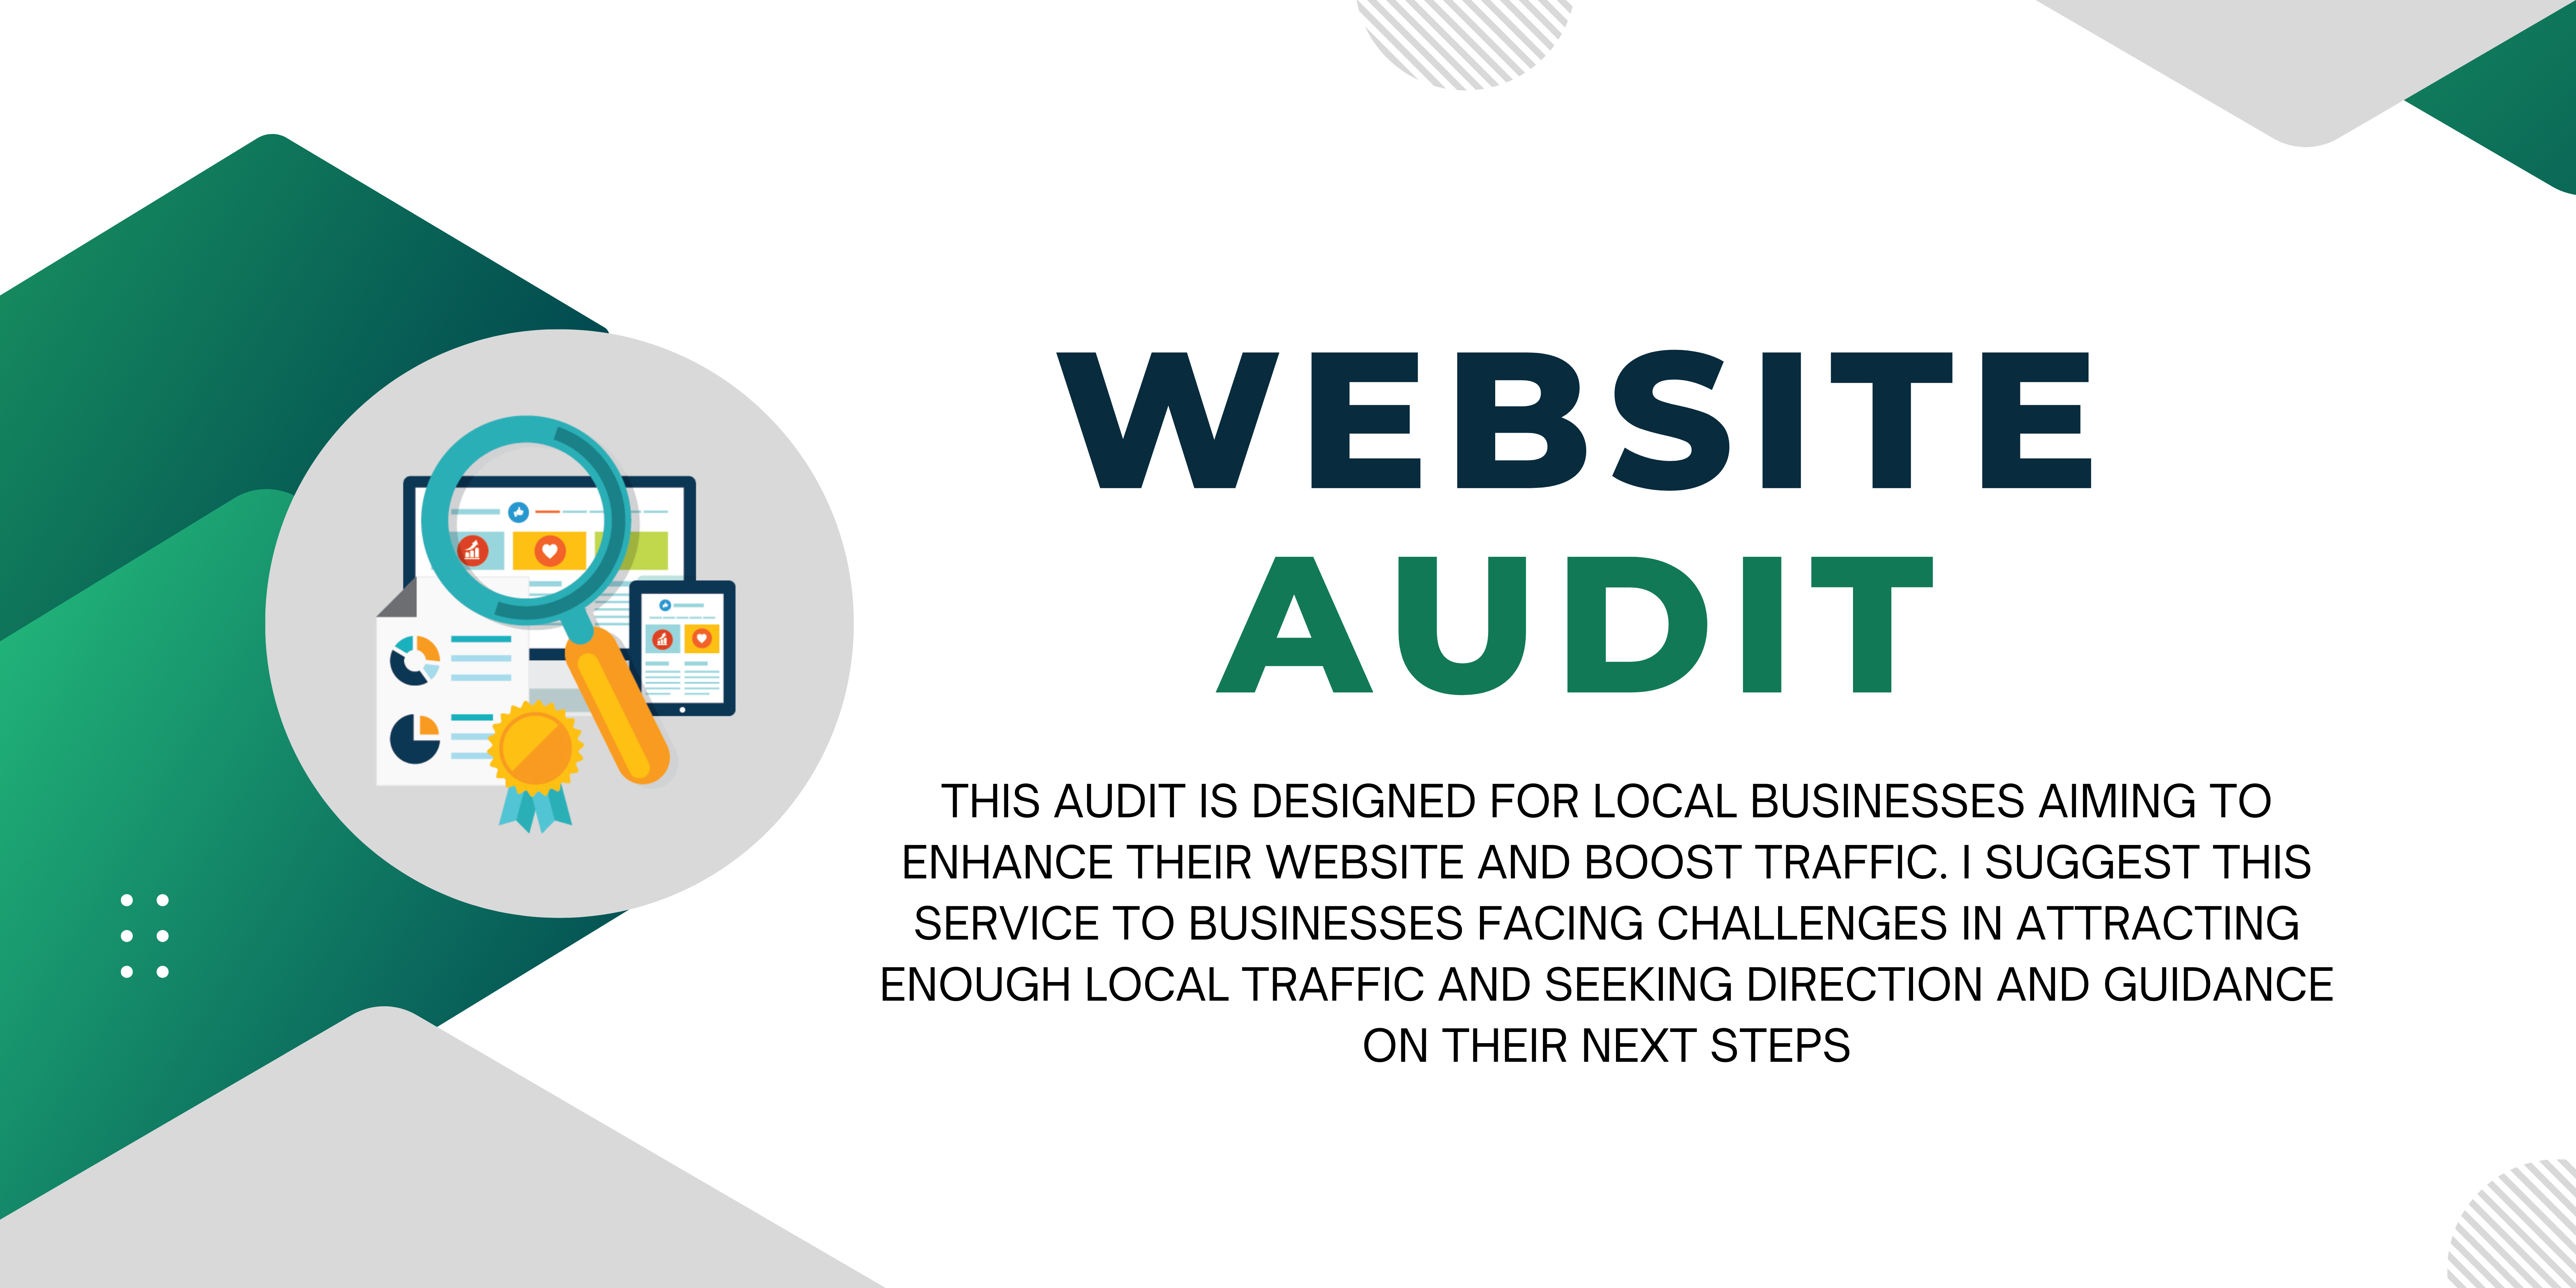 WEBSITE
AUDIT
THIS AUDIT IS DESIGNED FOR LOCAL BUSINESSES AIMING TO
ENHANCE THEIR WEBSITE AND BOOST TRAFFIC. I SUGGEST THIS
SERVICE TO BUSINESSES FACING CHALLENGES IN ATTRACTING
ENOUGH LOCAL TRAFFIC AND SEEKING DIRECTION AND GUIDANCE
ON THEIR NEXT STEPS